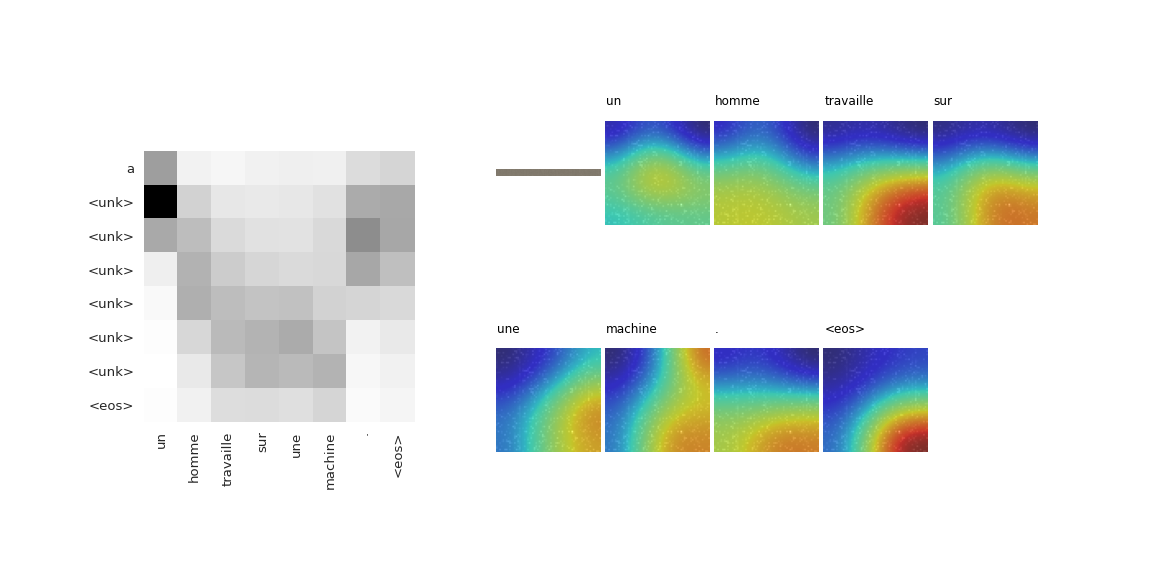 a
<unk>
<unk>
<unk>
<unk>
<unk>
<unk>
<eos>
un homme travaille sur une machine . <eos>
un homme travaille sur
une machine . <eos>